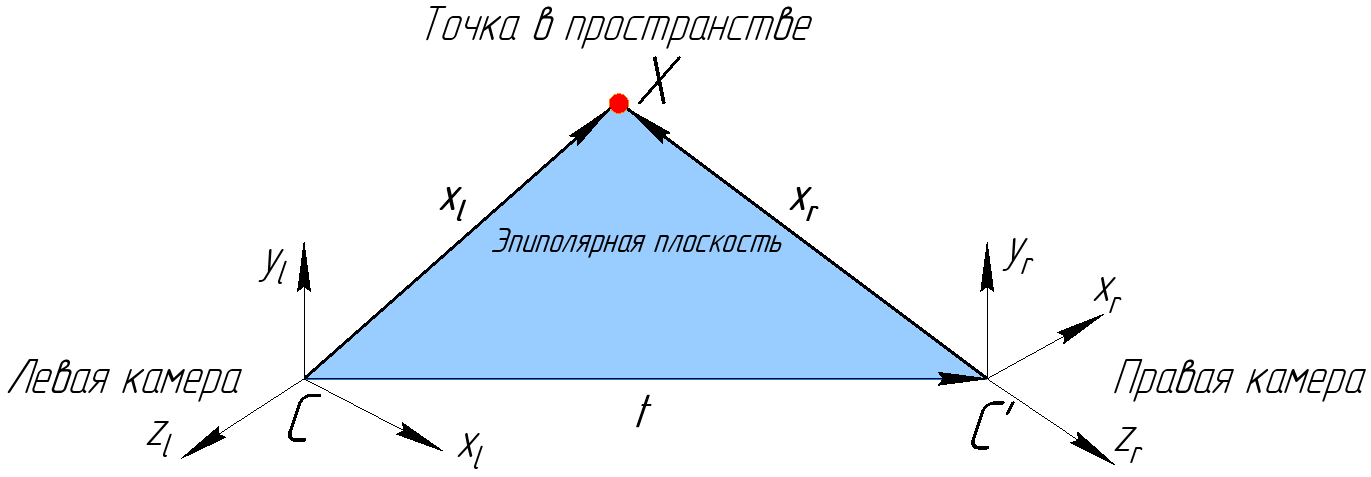 Точка в пространстве
X
x_l
x_r
Эпиполярная плоскость
y_l
y_r
x_r
Левая камера
Правая камера
C
t
C'
z_l
x_l
z_r